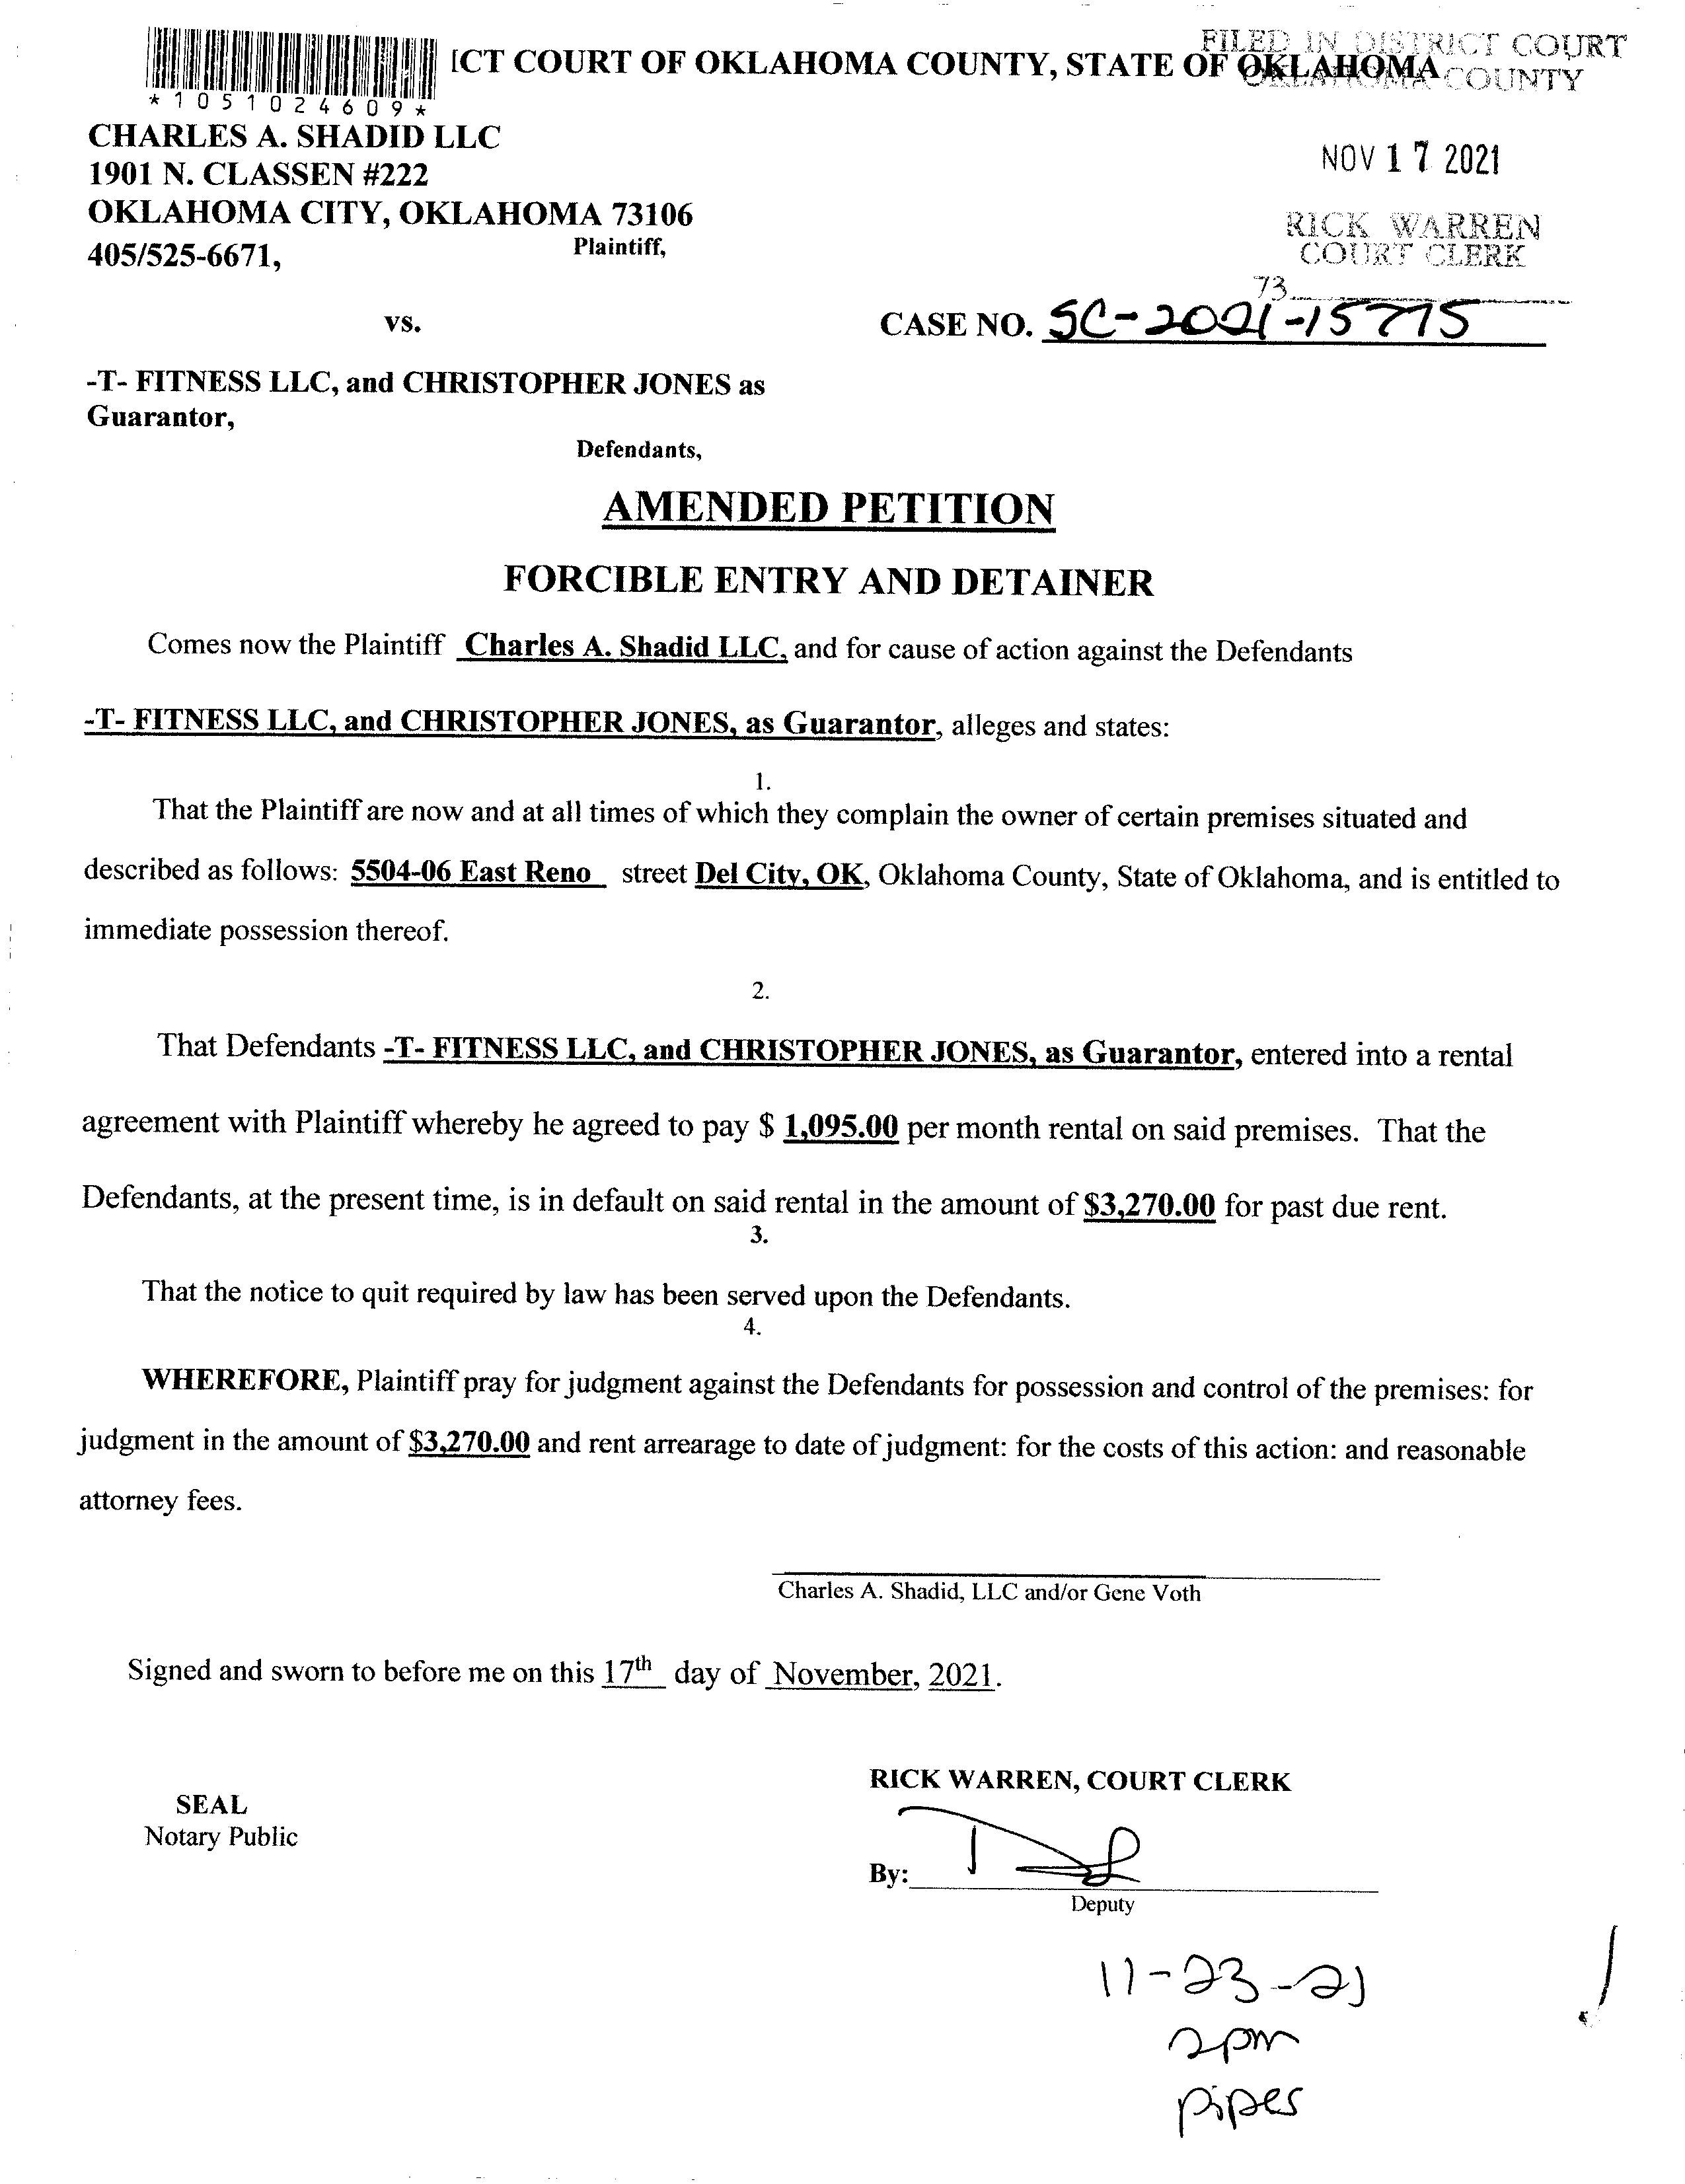 ICT COURT OF OKLAHOMA COUNTY, STATE OF OKLAHOMA
FILED IN DISTRICT COURT
OKLAHOMA COUNTY
* 1 0 5 1 0 2 4 6 0 9 *
CHARLES A. SHADID LLC
1901 N. CLASSEN #222
OKLAHOMA CITY, OKLAHOMA 73106
405/525-6671,
Plaintiff,
NOV 17 2021
RICK WARREN
COURT CLERK
73
vs.
CASE NO. SC-2021-15775
-T- FITNESS LLC, and CHRISTOPHER JONES as
Guarantor,
Defendants,
AMENDED PETITION
FORCIBLE ENTRY AND DETAINER
Comes now the Plaintiff Charles A. Shadid LLC, and for cause of action against the Defendants
-T- FITNESS LLC, and CHRISTOPHER JONES, as Guarantor, alleges and states:
1.
That the Plaintiff are now and at all times of which they complain the owner of certain premises situated and
described as follows: 5504-06 East Reno street Del City, OK, Oklahoma County, State of Oklahoma, and is entitled to
immediate possession thereof.
2.
That Defendants -T- FITNESS LLC, and CHRISTOPHER JONES, as Guarantor, entered into a rental
agreement with Plaintiff whereby he agreed to pay $ 1,095.00 per month rental on said premises. That the
Defendants, at the present time, is in default on said rental in the amount of $3,270.00 for past due rent.
3.
That the notice to quit required by law has been served upon the Defendants.
4.
WHEREFORE, Plaintiff pray for judgment against the Defendants for possession and control of the premises: for
judgment in the amount of $3,270.00 and rent arrearage to date of judgment: for the costs of this action: and reasonable
attorney fees.
Charles A. Shadid, LLC and/or Gene Voth
Signed and sworn to before me on this 17th day of November, 2021.
RICK WARREN, COURT CLERK
SEAL
Notary Public
By:
Deputy
11-23-21
2pm
pipes